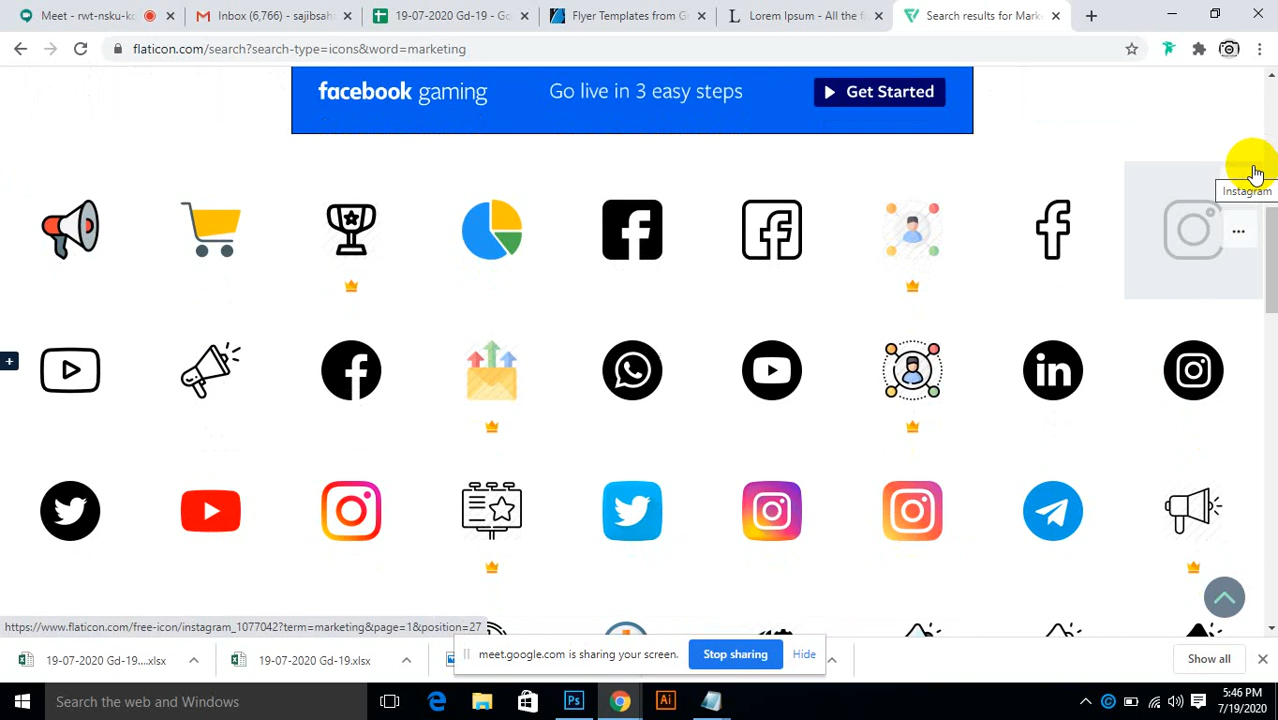 Meet - rwt-nsku-ko
Inbox (6,766) - sajibsah
19-07-2020 Gd-19 - Go
Flyer Templates from G
Lorem Ipsum - All the f
Search results for Mark
flaticon.com/search?search-type=icons&word=marketing
facebook gaming
Go live in 3 easy steps
Get Started
Instagram
https://www.flaticon.com/free-icon/instagram_1077042?term=marketing&page=1&position=27
19-07-2020 Gd-19....xlsx
19-07-2020 Gd-19.xlsx
meet.google.com is sharing your screen.
Stop sharing
Hide
Show all
Search the web and Windows
Ps
Ai
5:46 PM
7/19/2020